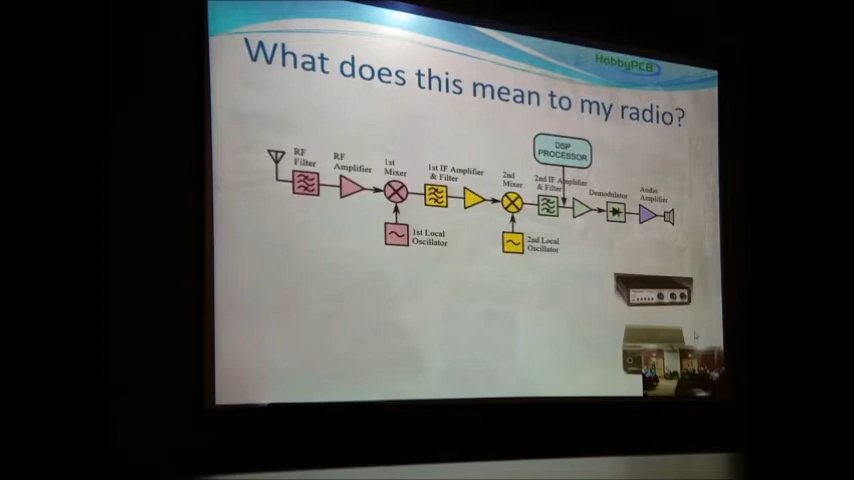 HobbyPCB
What does this mean to my radio?
DSP
PROCESSOR
RF
Filter
RF
Amplifier
1st
Mixer
1st IF Amplifier
& Filter
2nd
Mixer
2nd IF Amplifier
& Filter
Demodulator
Audio
Amplifier
1st Local
Oscillator
2nd Local
Oscillator